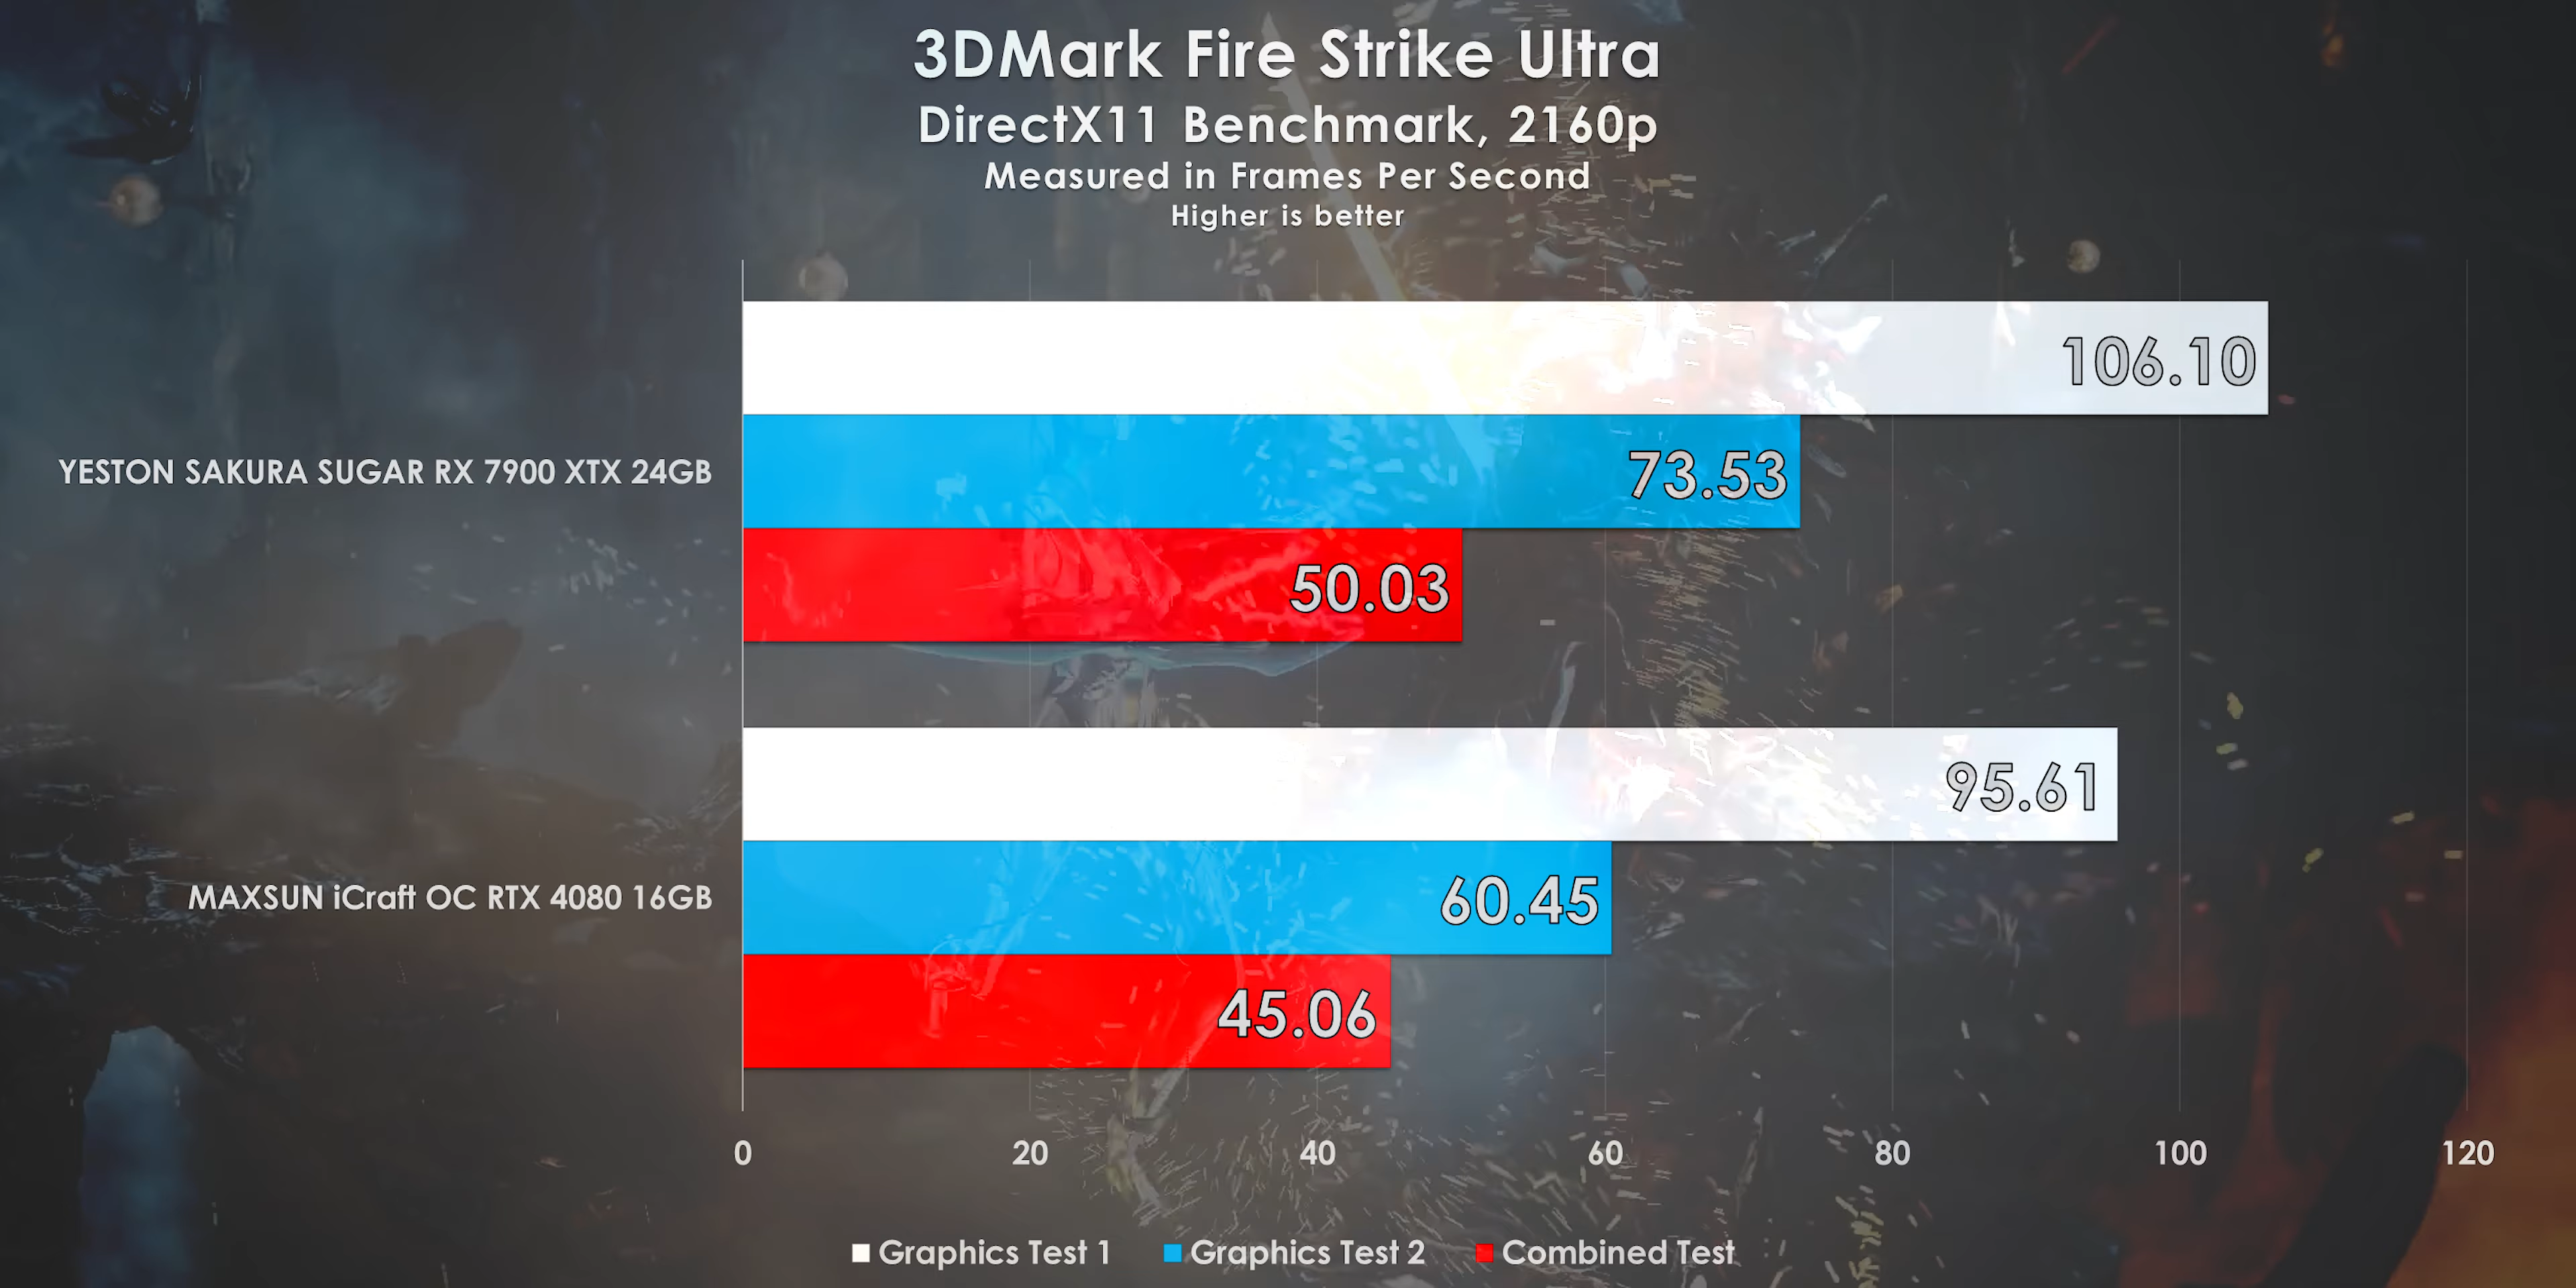 3DMark Fire Strike Ultra
DirectX11 Benchmark, 2160p
Measured in Frames Per Second
Higher is better
106.10
YESTON SAKURA SUGAR RX 7900 XTX 24GB
73.53
50.03
95.61
MAXSUN iCraft OC RTX 4080 16GB
60.45
45.06
0 20 40 60 80 100 120
Graphics Test 1 Graphics Test 2 Combined Test